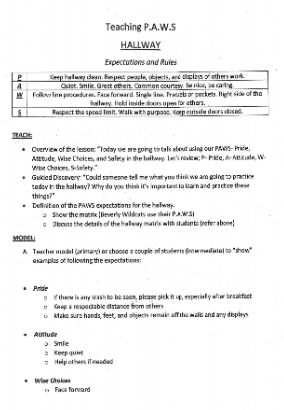 Teaching P.A.W.S
HALLWAY
Expectations and Rules
P Keep hallway clean. Respect people, objects, and displays of others work.
A Quiet. Smile. Greet others. Common courtesy. Be nice, be caring.
W Follow line procedures. Face forward. Single line. Pretzels or pockets. Right side of the
hallway. Hold inside doors open for others.
S Respect the speed limit. Walk with purpose. Keep outside doors closed.
TEACH:
• Overview of the lesson: "Today we are going to talk about using our PAWS- Pride,
Attitude, Wise Choices, and Safety in the hallway. Let's review; P- Pride, A- Attitude, W-
Wise Choices, S-Safety."
• Guided Discovery: "Could someone tell me what you think we are going to practice
today in the hallway? Why do you think it's important to learn and practice these
things?"
• Definition of the PAWS expectations for the hallway.
o Show the matrix (Beverly Wildcats use their P.A.W.S)
o Discuss the details of the hallway matrix with students (refer above)
MODEL:
A. Teacher model (primary) or choose a couple of students (intermediate) to "show"
examples of following the expectations:
• Pride
o If there is any trash to be seen, please pick it up, especially after breakfast
o Keep a respectable distance from others
o Make sure hands, feet, and objects remain off the walls and any displays
• Attitude
o Smile
o Keep quiet
o Help others if needed
• Wise Choices
o Face forward